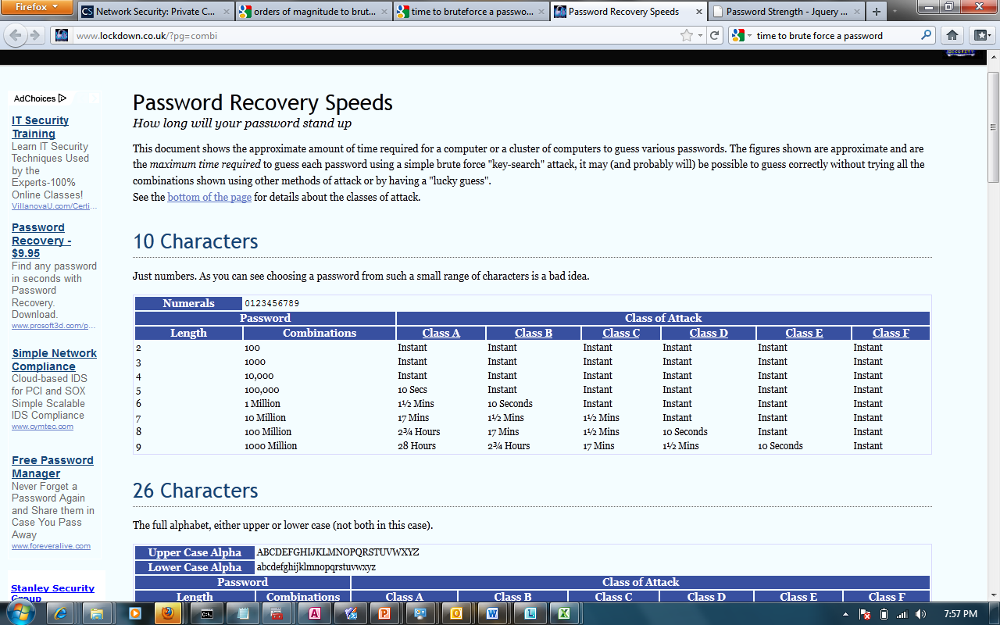 Firefox
Network Security: Private C...
orders of magnitude to brut...
time to bruteforce a passwo...
Password Recovery Speeds
Password Strength - Jquery ...
www.lockdown.co.uk/?pg=combi
time to brute force a password
SECURITY
AdChoices
IT Security
Training
Learn IT Security
Techniques Used
by the
Experts-100%
Online Classes!
VillanovaU.com/Certi...
Password
Recovery -
$9.95
Find any password
in seconds with
Password
Recovery.
Download.
www.prosoft3d.com/p...
Simple Network
Compliance
Cloud-based IDS
for PCI and SOX
Simple Scalable
IDS Compliance
www.cymtec.com
Free Password
Manager
Never Forget a
Password Again
and Share them in
Case You Pass
Away
www.foreveralive.com
Stanley Security
Group
Password Recovery Speeds
How long will your password stand up
This document shows the approximate amount of time required for a computer or a cluster of computers to guess various passwords. The figures shown are approximate and are
the maximum time required to guess each password using a simple brute force "key-search" attack, it may (and probably will) be possible to guess correctly without trying all the
combinations shown using other methods of attack or by having a "lucky guess".
See the bottom of the page for details about the classes of attack.
10 Characters
Just numbers. As you can see choosing a password from such a small range of characters is a bad idea.
Numerals 0123456789
Password Class of Attack
Length Combinations Class A Class B Class C Class D Class E Class F
2 100 Instant Instant Instant Instant Instant Instant
3 1000 Instant Instant Instant Instant Instant Instant
4 10,000 Instant Instant Instant Instant Instant Instant
5 100,000 10 Secs Instant Instant Instant Instant Instant
6 1 Million 1½ Mins 10 Seconds Instant Instant Instant Instant
7 10 Million 17 Mins 1½ Mins 1½ Mins Instant Instant Instant
8 100 Million 2¾ Hours 17 Mins 1½ Mins 10 Seconds Instant Instant
9 1000 Million 28 Hours 2¾ Hours 17 Mins 1½ Mins 10 Seconds Instant
26 Characters
The full alphabet, either upper or lower case (not both in this case).
Upper Case Alpha ABCDEFGHIJKLMNOPQRSTUVWXYZ
Lower Case Alpha abcdefghijklmnopqrstuvwxyz
Password Class of Attack
Length Combinations Class A Class B Class C Class D Class E Class F
7:57 PM